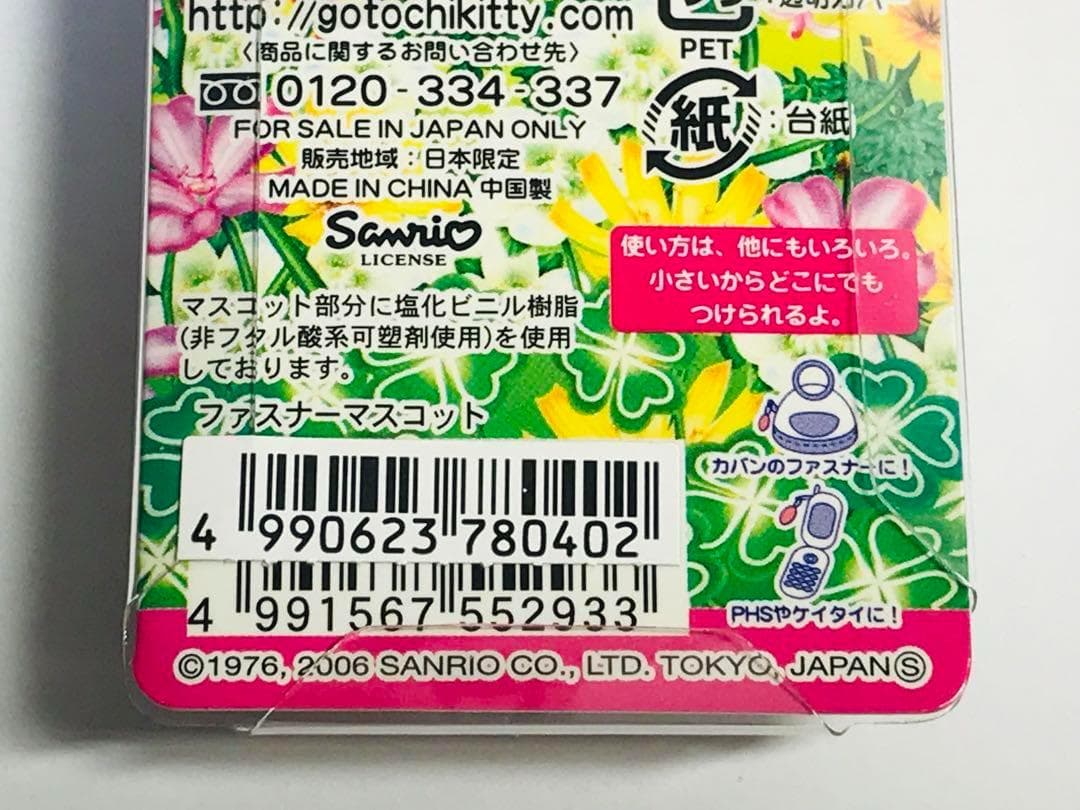 http://gotochikitty.com
〈商品に関するお問い合わせ先〉
0120-334-337
FOR SALE IN JAPAN ONLY
販売地域：日本限定
MADE IN CHINA 中国製
Sanrio
LICENSE
マスコット部分に塩化ビニル樹脂
(非フタル酸系可塑剤使用)を使用
しております。
ファスナーマスコット
PET
紙：台紙
使い方は、他にもいろいろ。
小さいからどこにでも
つけられるよ。
カバンのファスナーに！
PHSやケイタイに！
4 990623 780402
4 991567 552933
©1976, 2006 SANRIO CO., LTD. TOKYO, JAPAN Ⓢ